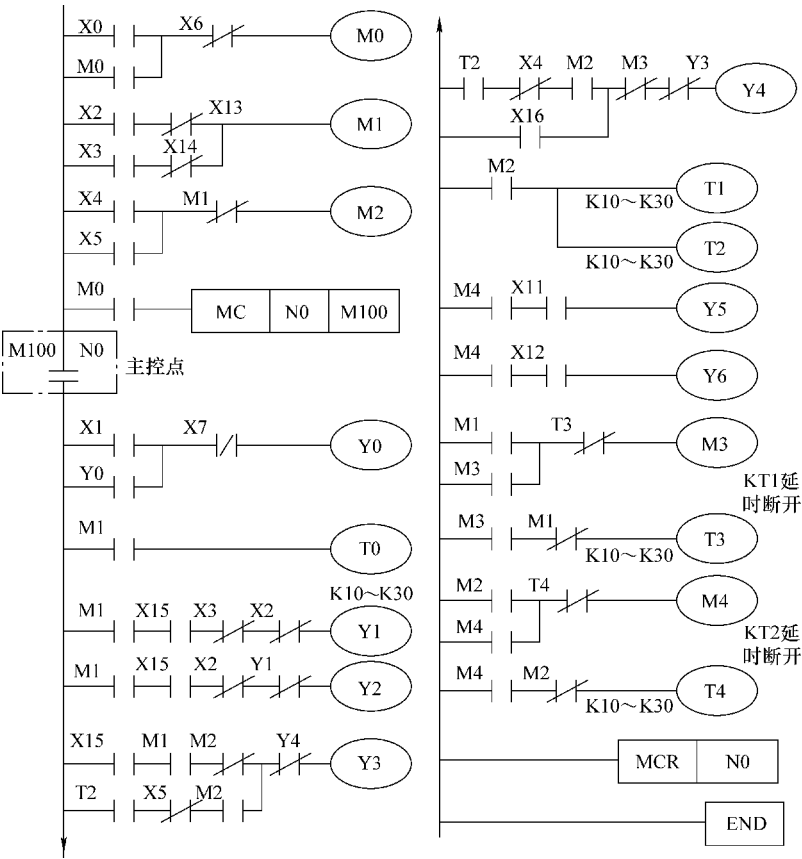 X0 X6 M0
M0
X2 X13 M1
X3 X14
X4 M1 M2
X5
M0 MC N0 M100
M100 N0 主控点
X1 X7 Y0
Y0
M1 T0
K10～K30
M1 X15 X3 X2 Y1
M1 X15 X2 Y1 Y2
X15 M1 M2 Y4 Y3
T2 X5 M2
T2 X4 M2 M3 Y3 Y4
X16
M2 T1
K10～K30
T2
K10～K30
M4 X11 Y5
M4 X12 Y6
M1 T3 M3
M3
KT1延
时断开
M3 M1 T3
K10～K30
M2 T4 M4
M4
KT2延
时断开
M4 M2 T4
K10～K30
MCR N0
END